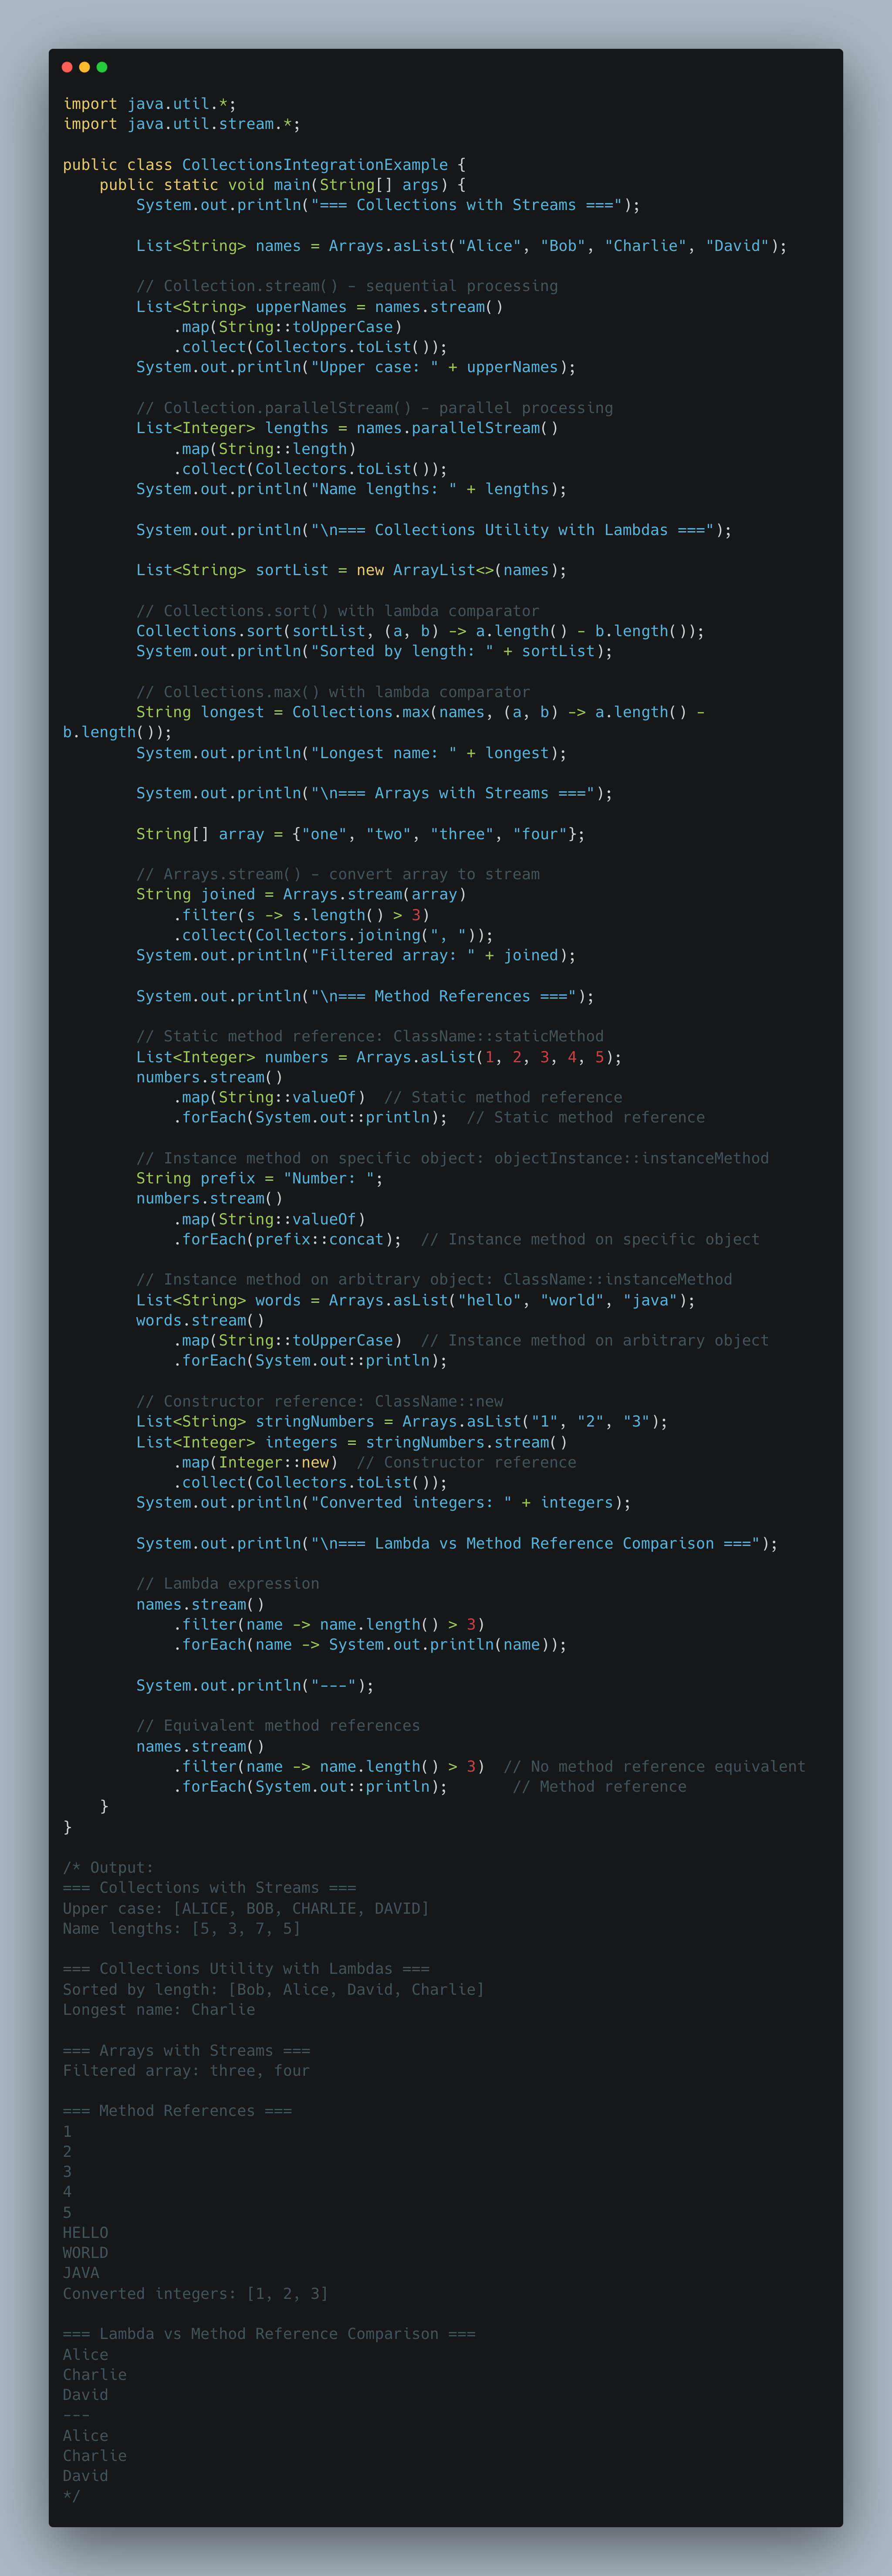 import java.util.*;
import java.util.stream.*;

public class CollectionsIntegrationExample {
    public static void main(String[] args) {
        System.out.println("=== Collections with Streams ===");

        List<String> names = Arrays.asList("Alice", "Bob", "Charlie", "David");

        // Collection.stream() - sequential processing
        List<String> upperNames = names.stream()
            .map(String::toUpperCase)
            .collect(Collectors.toList());
        System.out.println("Upper case: " + upperNames);

        // Collection.parallelStream() - parallel processing
        List<Integer> lengths = names.parallelStream()
            .map(String::length)
            .collect(Collectors.toList());
        System.out.println("Name lengths: " + lengths);

        System.out.println("\n=== Collections Utility with Lambdas ===");

        List<String> sortList = new ArrayList<>(names);

        // Collections.sort() with lambda comparator
        Collections.sort(sortList, (a, b) -> a.length() - b.length());
        System.out.println("Sorted by length: " + sortList);

        // Collections.max() with lambda comparator
        String longest = Collections.max(names, (a, b) -> a.length() -
b.length());
        System.out.println("Longest name: " + longest);

        System.out.println("\n=== Arrays with Streams ===");

        String[] array = {"one", "two", "three", "four"};

        // Arrays.stream() - convert array to stream
        String joined = Arrays.stream(array)
            .filter(s -> s.length() > 3)
            .collect(Collectors.joining(", "));
        System.out.println("Filtered array: " + joined);

        System.out.println("\n=== Method References ===");

        // Static method reference: ClassName::staticMethod
        List<Integer> numbers = Arrays.asList(1, 2, 3, 4, 5);
        numbers.stream()
            .map(String::valueOf)  // Static method reference
            .forEach(System.out::println);  // Static method reference

        // Instance method on specific object: objectInstance::instanceMethod
        String prefix = "Number: ";
        numbers.stream()
            .map(String::valueOf)
            .forEach(prefix::concat);  // Instance method on specific object

        // Instance method on arbitrary object: ClassName::instanceMethod
        List<String> words = Arrays.asList("hello", "world", "java");
        words.stream()
            .map(String::toUpperCase)  // Instance method on arbitrary object
            .forEach(System.out::println);

        // Constructor reference: ClassName::new
        List<String> stringNumbers = Arrays.asList("1", "2", "3");
        List<Integer> integers = stringNumbers.stream()
            .map(Integer::new)  // Constructor reference
            .collect(Collectors.toList());
        System.out.println("Converted integers: " + integers);

        System.out.println("\n=== Lambda vs Method Reference Comparison ===");

        // Lambda expression
        names.stream()
            .filter(name -> name.length() > 3)
            .forEach(name -> System.out.println(name));

        System.out.println("---");

        // Equivalent method references
        names.stream()
            .filter(name -> name.length() > 3)  // No method reference equivalent
            .forEach(System.out::println);       // Method reference
    }
}

/* Output:
=== Collections with Streams ===
Upper case: [ALICE, BOB, CHARLIE, DAVID]
Name lengths: [5, 3, 7, 5]

=== Collections Utility with Lambdas ===
Sorted by length: [Bob, Alice, David, Charlie]
Longest name: Charlie

=== Arrays with Streams ===
Filtered array: three, four

=== Method References ===
1
2
3
4
5
HELLO
WORLD
JAVA
Converted integers: [1, 2, 3]

=== Lambda vs Method Reference Comparison ===
Alice
Charlie
David
---
Alice
Charlie
David
*/